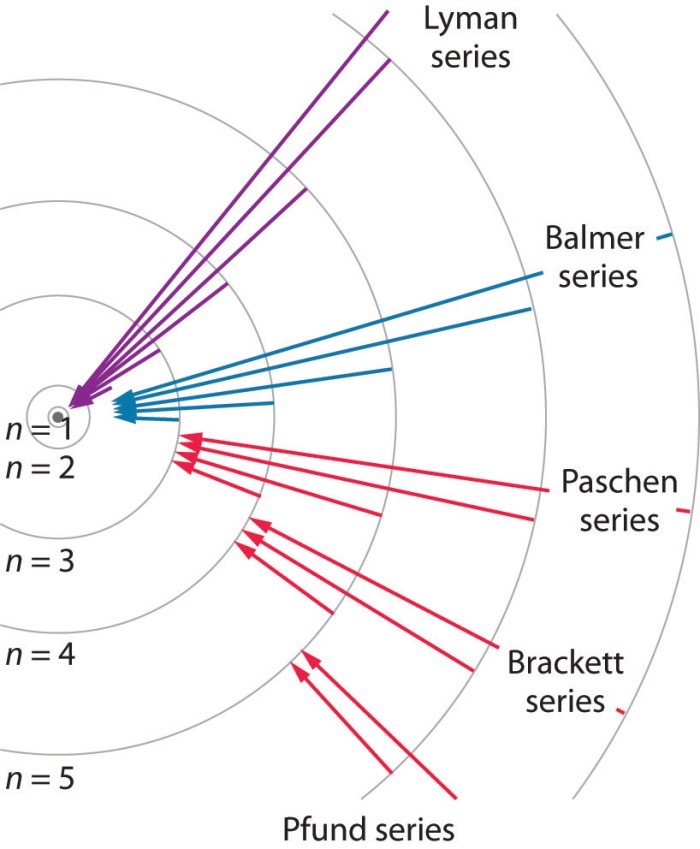 Lyman
series
Balmer
series
n = 1
n = 2
Paschen
series
n = 3
n = 4
Brackett
series
n = 5
Pfund series